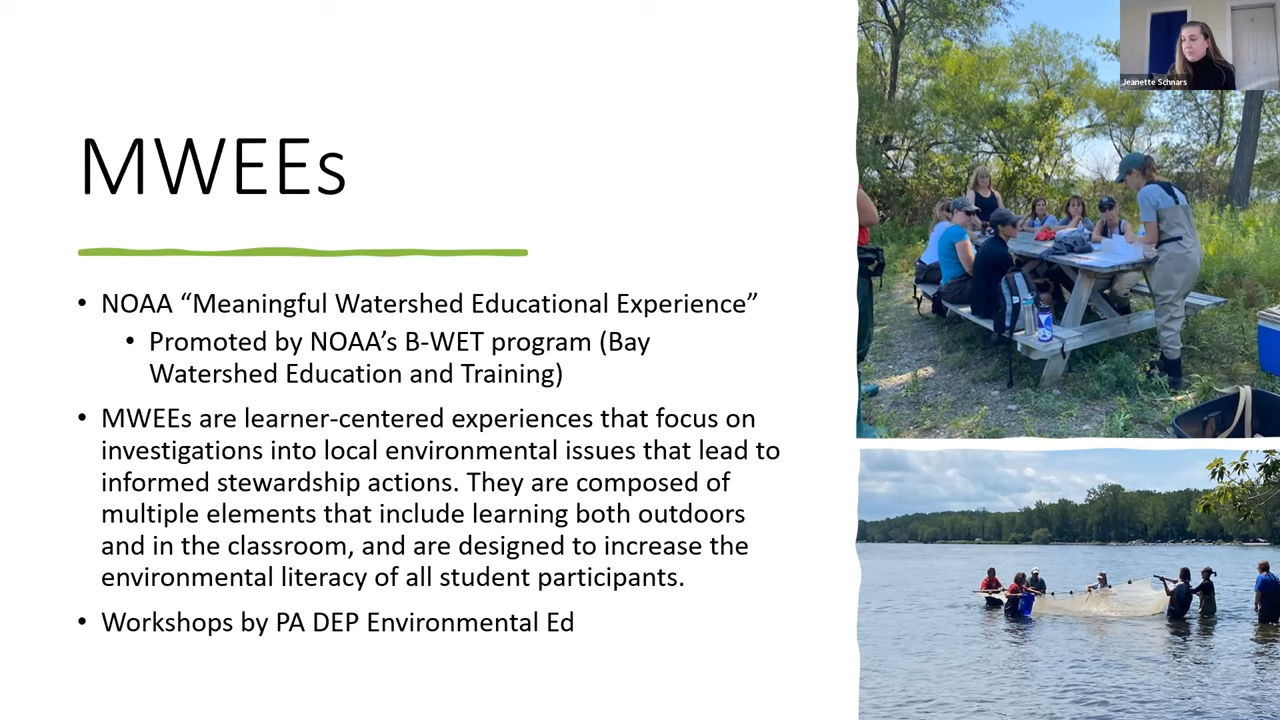 Jeanette Schnars
MWEEs
• NOAA “Meaningful Watershed Educational Experience”
• Promoted by NOAA’s B-WET program (Bay
Watershed Education and Training)
• MWEEs are learner-centered experiences that focus on
investigations into local environmental issues that lead to
informed stewardship actions. They are composed of
multiple elements that include learning both outdoors
and in the classroom, and are designed to increase the
environmental literacy of all student participants.
• Workshops by PA DEP Environmental Ed